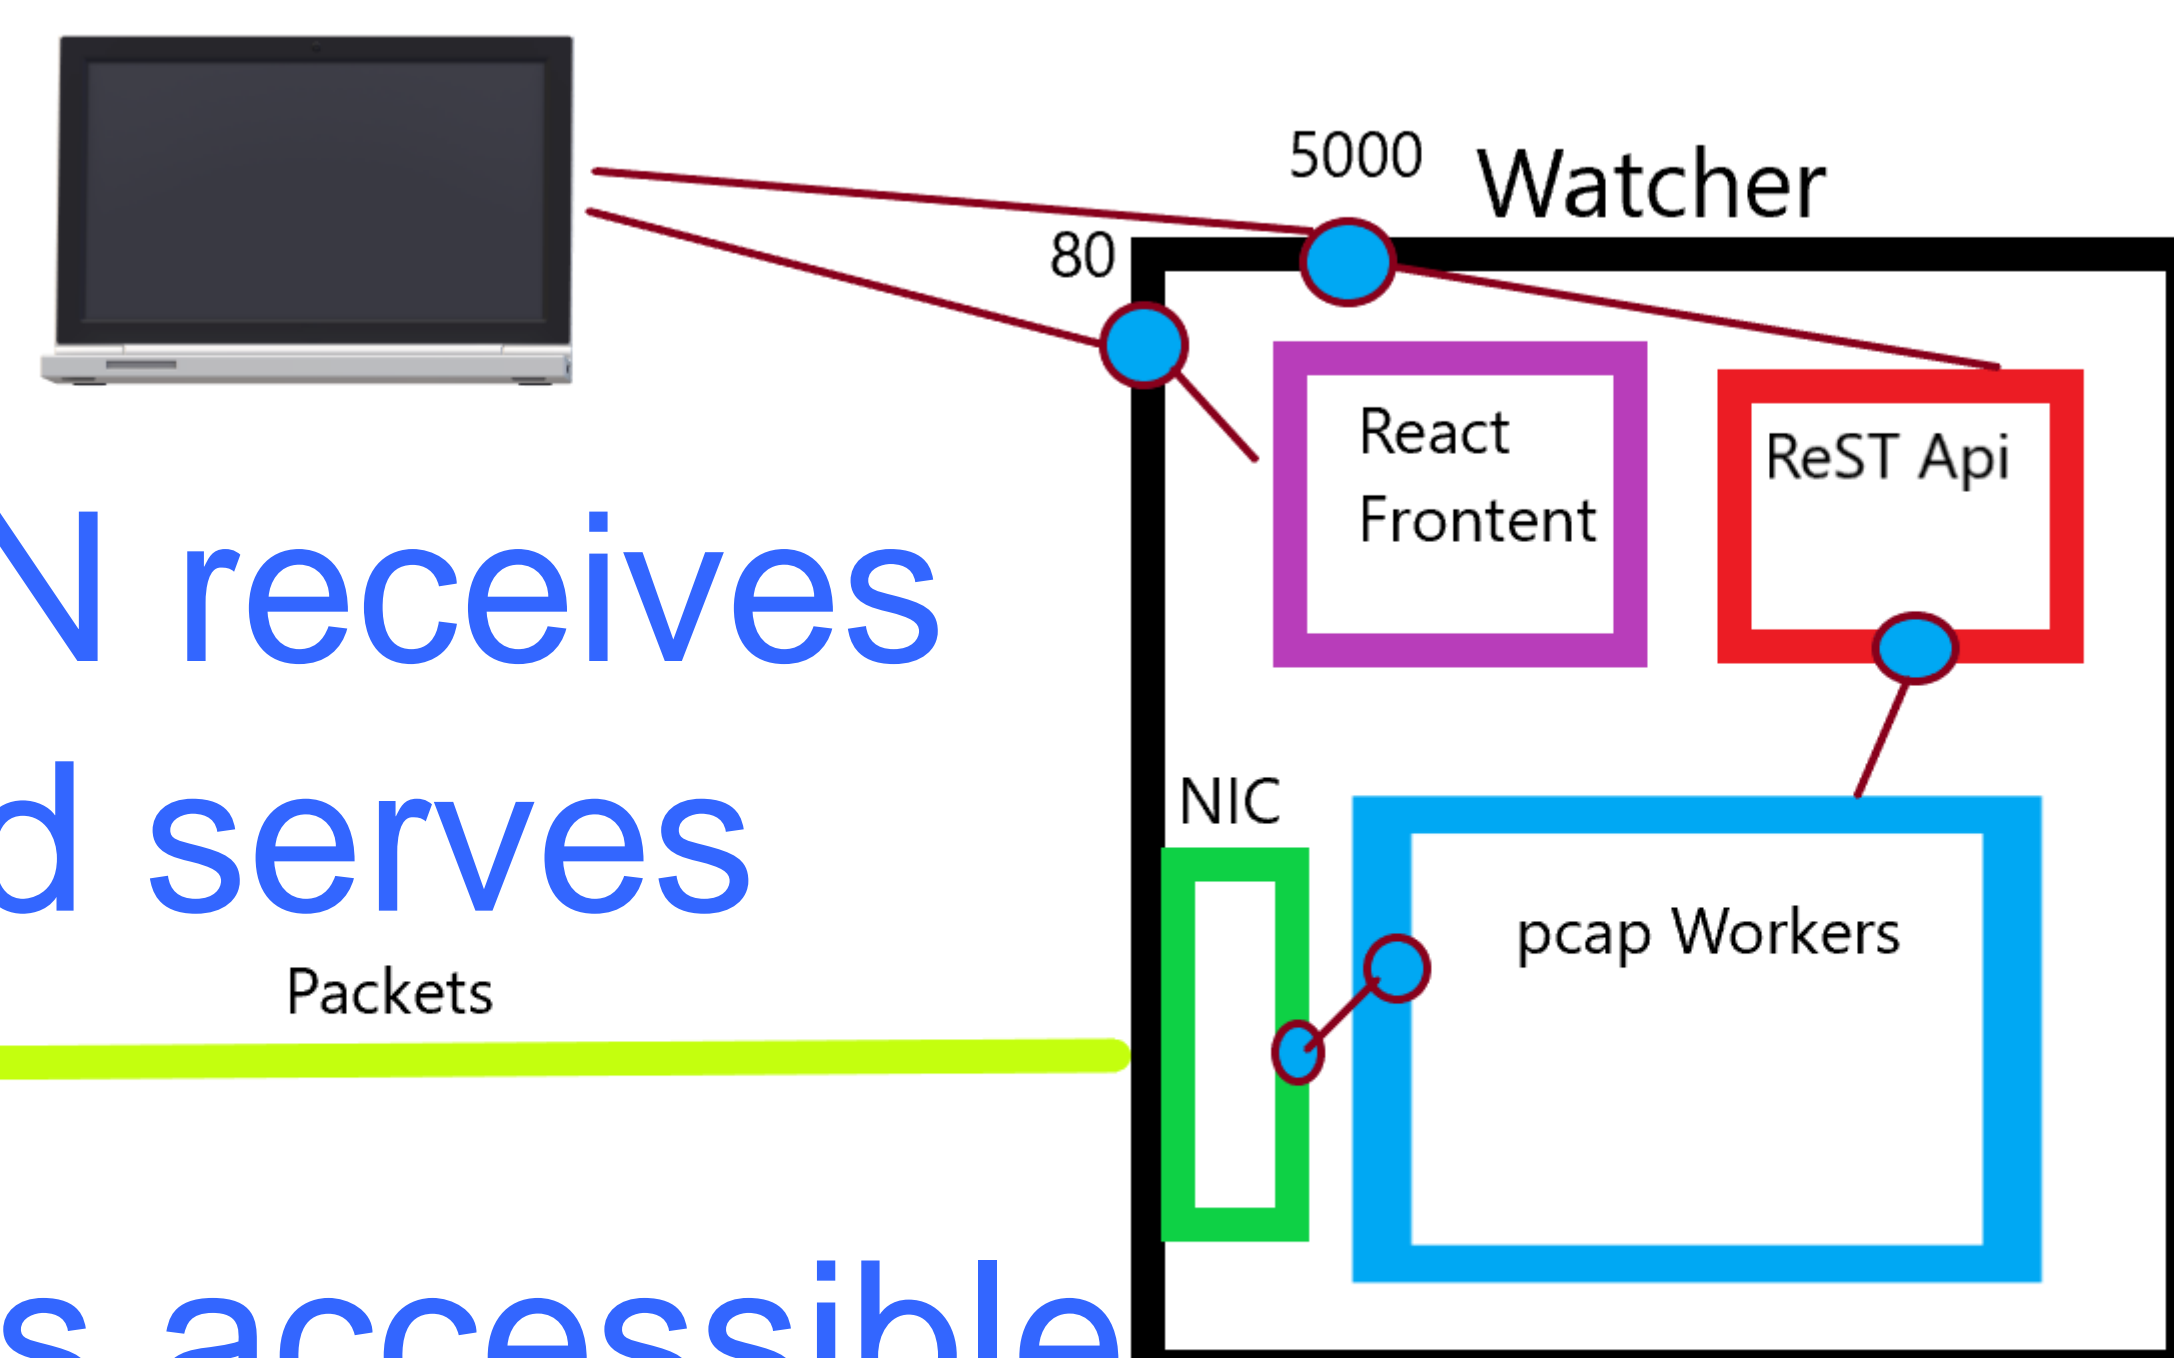 5000
Watcher
80
React
Frontent
ReST Api
N receives
d serves
NIC
pcap Workers
Packets
s accessible